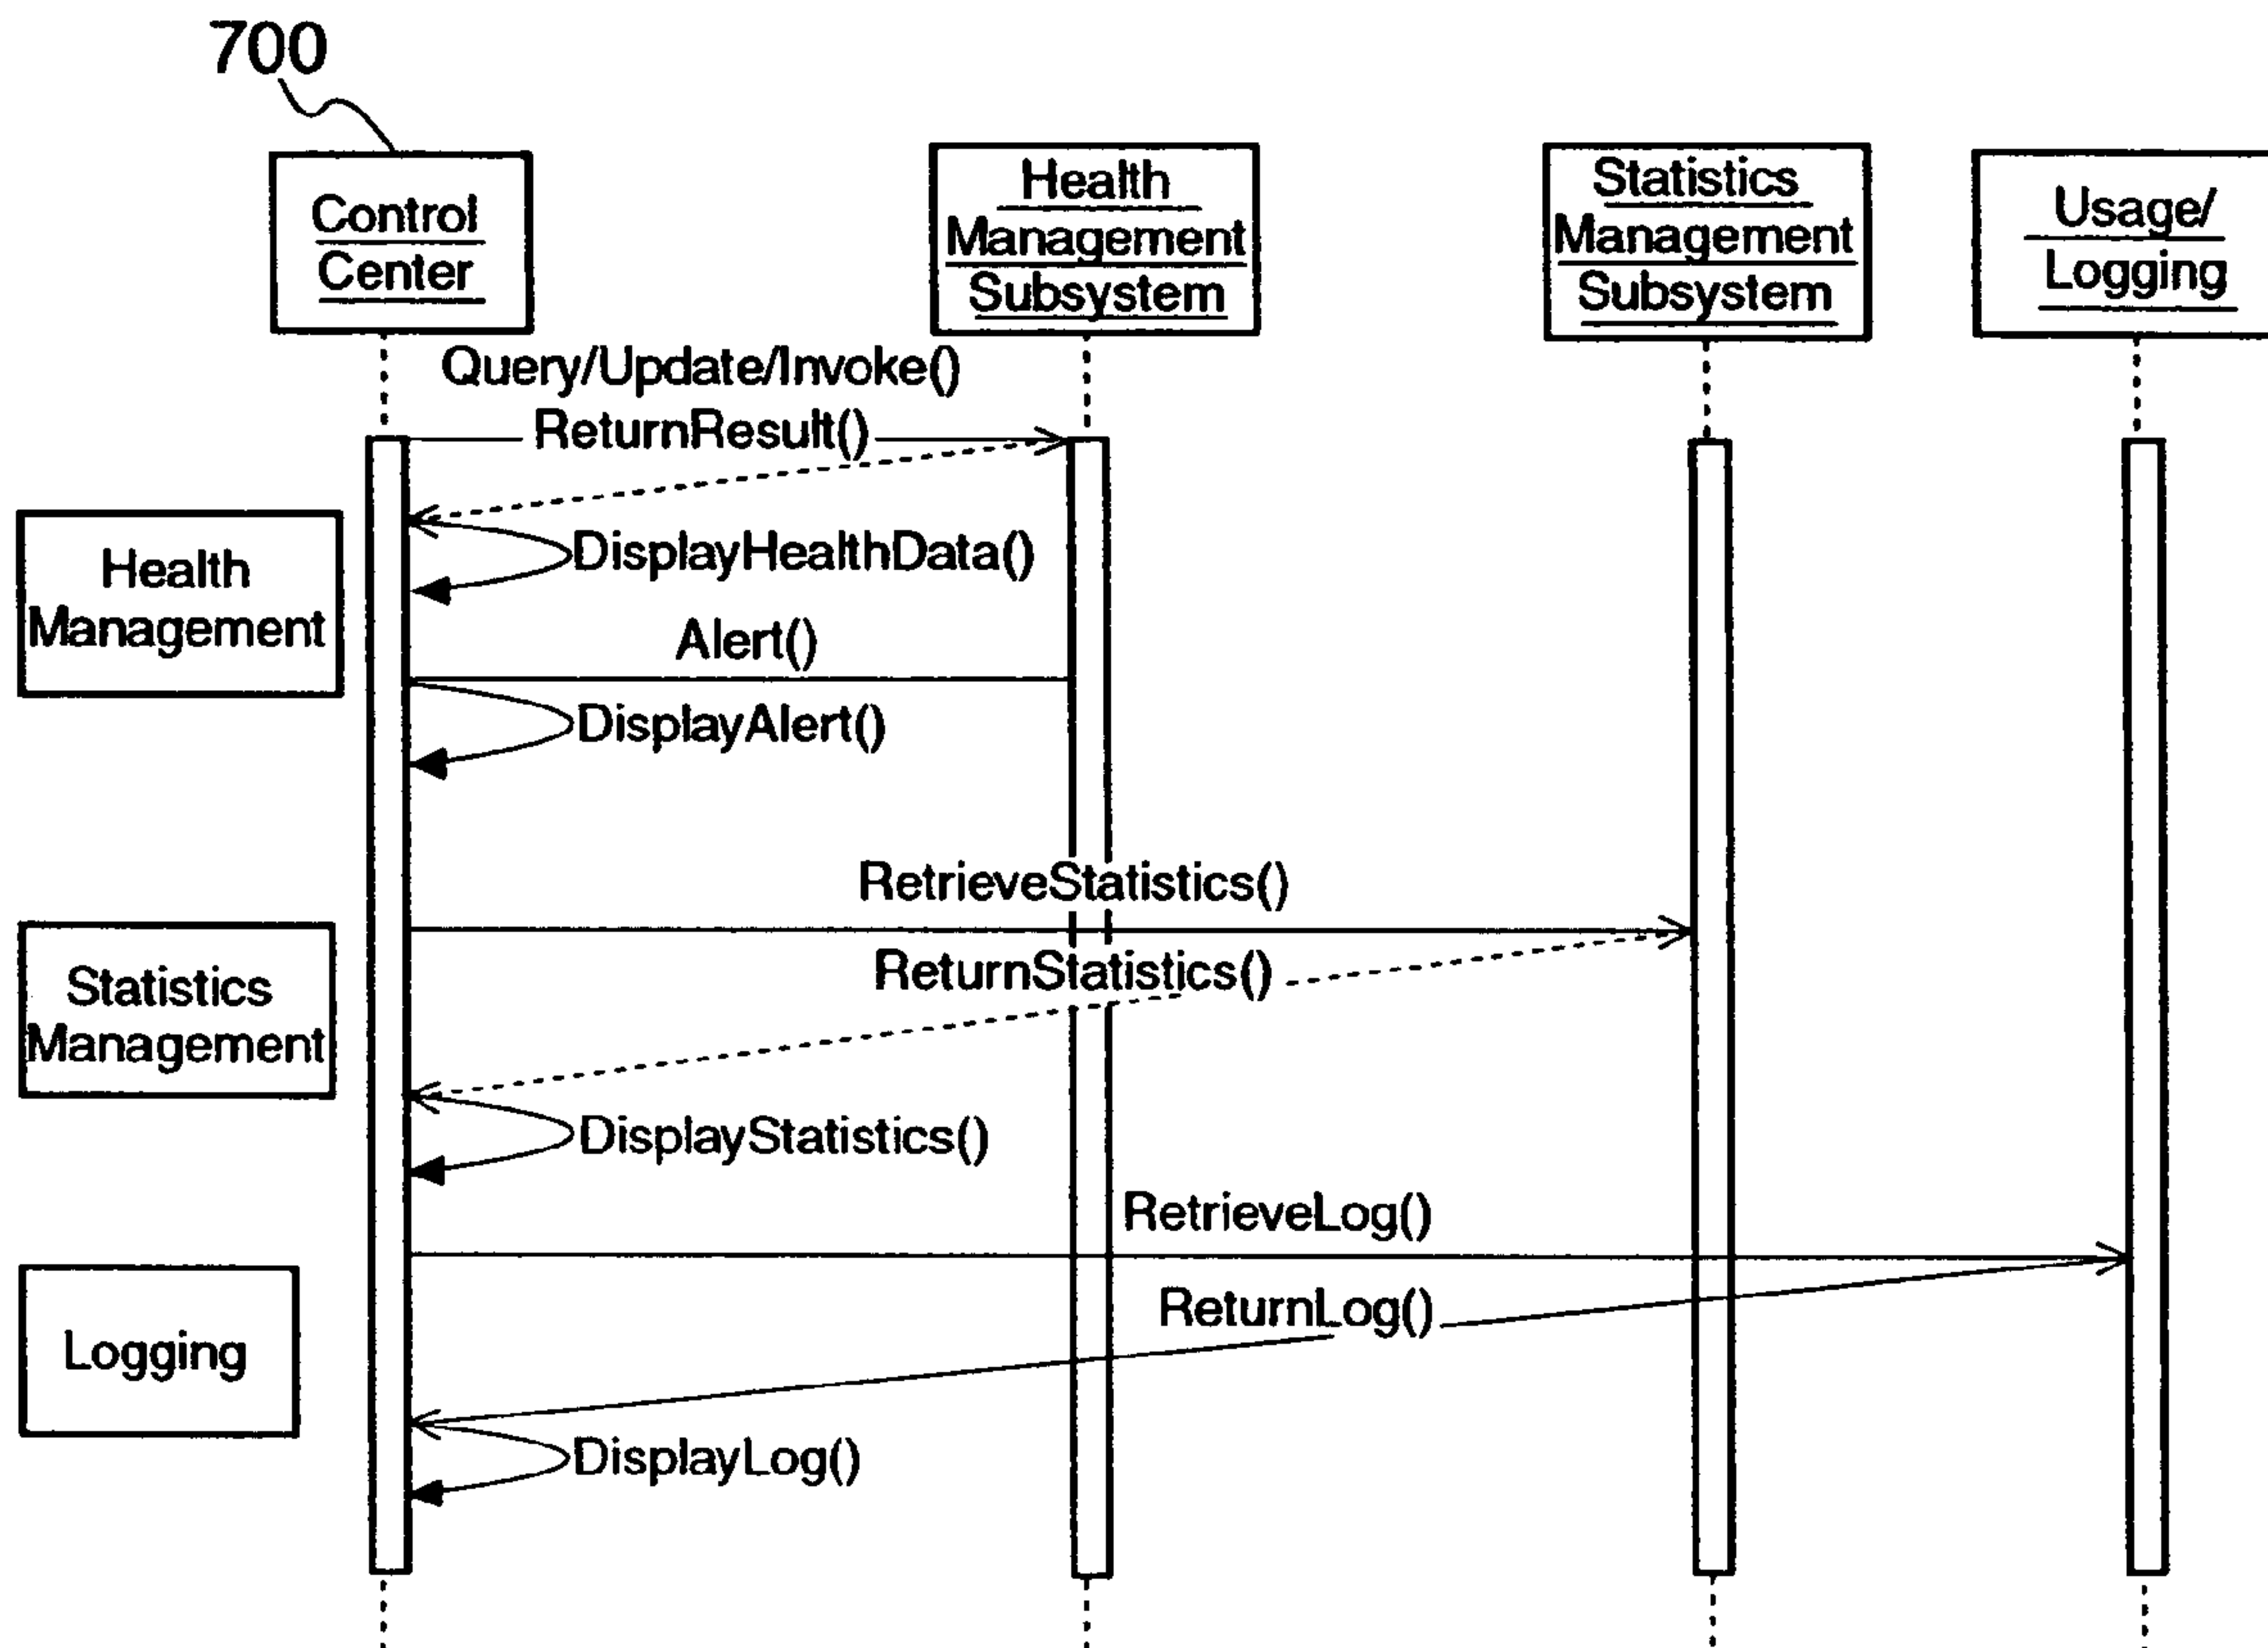 700
Control
Center
Health
Management
Subsystem
Statistics
Management
Subsystem
Usage/
Logging
Query/Update/Invoke()
ReturnResult()
DisplayHealthData()
Health
Management
Alert()
DisplayAlert()
RetrieveStatistics()
ReturnStatistics()
Statistics
Management
DisplayStatistics()
RetrieveLog()
ReturnLog()
Logging
DisplayLog()